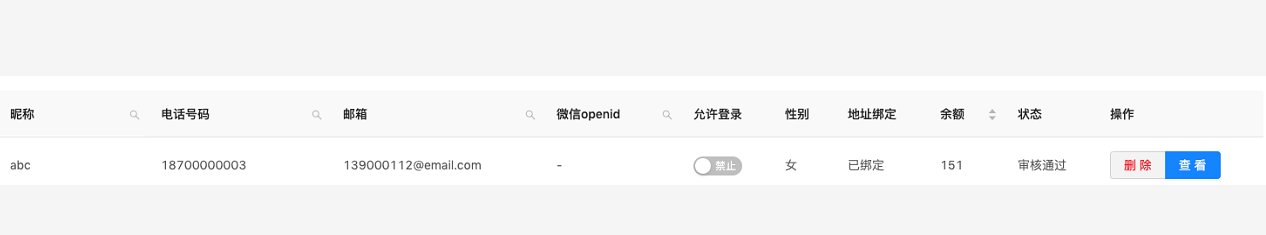 昵称 电话号码 邮箱 微信openid 允许登录 性别 地址绑定 余额 状态 操作
abc 18700000003 139000112@email.com - 禁止 女 已绑定 151 审核通过 删 除 查 看